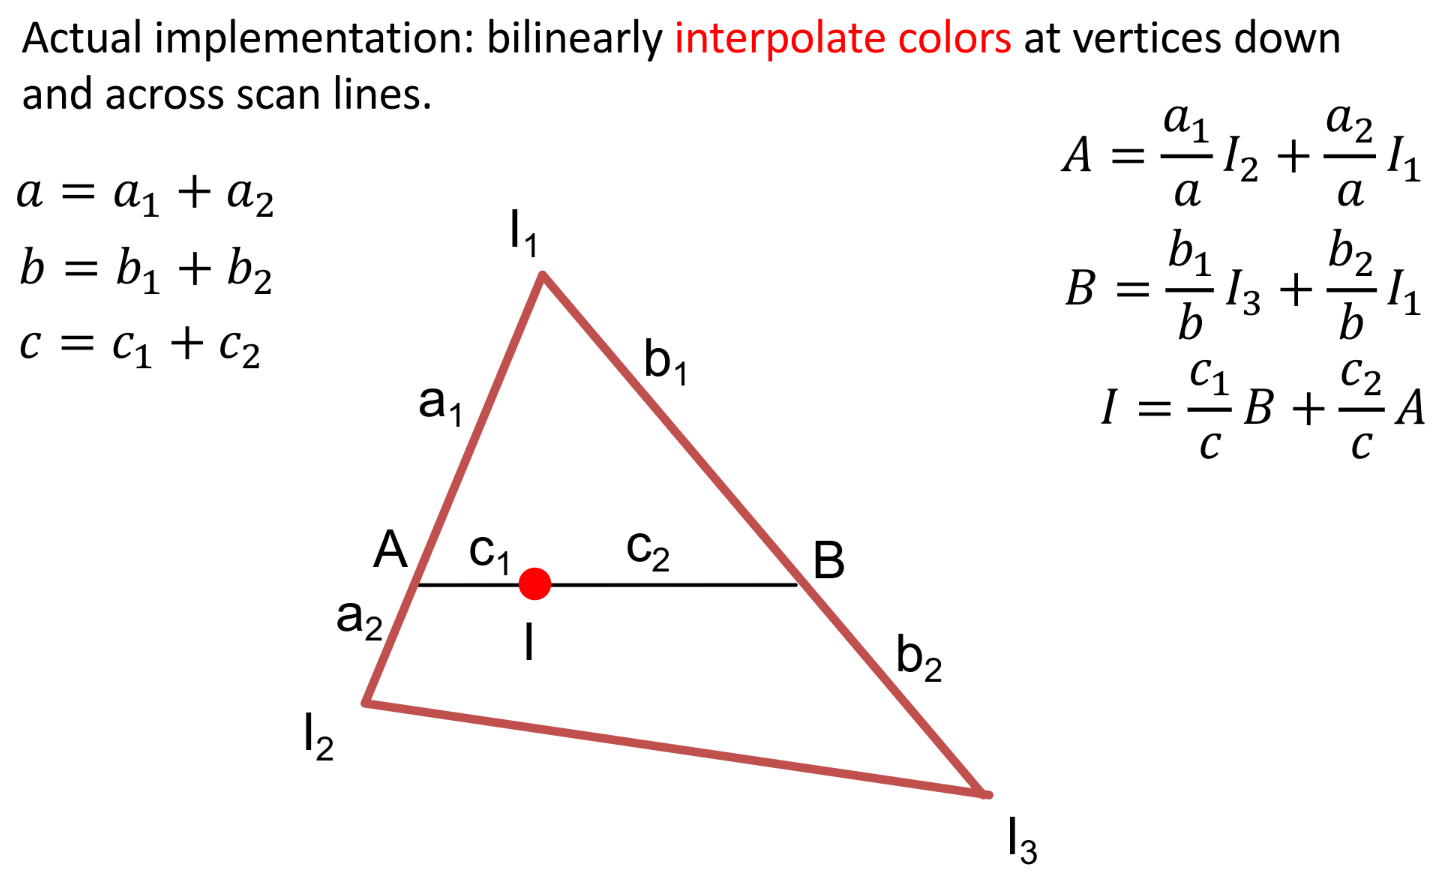 Actual implementation: bilinearly interpolate colors at vertices down
and across scan lines.
a = a₁ + a₂
b = b₁ + b₂
c = c₁ + c₂
A = a₁/a I₂ + a₂/a I₁
B = b₁/b I₃ + b₂/b I₁
I = c₁/c B + c₂/c A
I₁
b₁
a₁
A
c₁
c₂
B
a₂
I
b₂
I₂
I₃